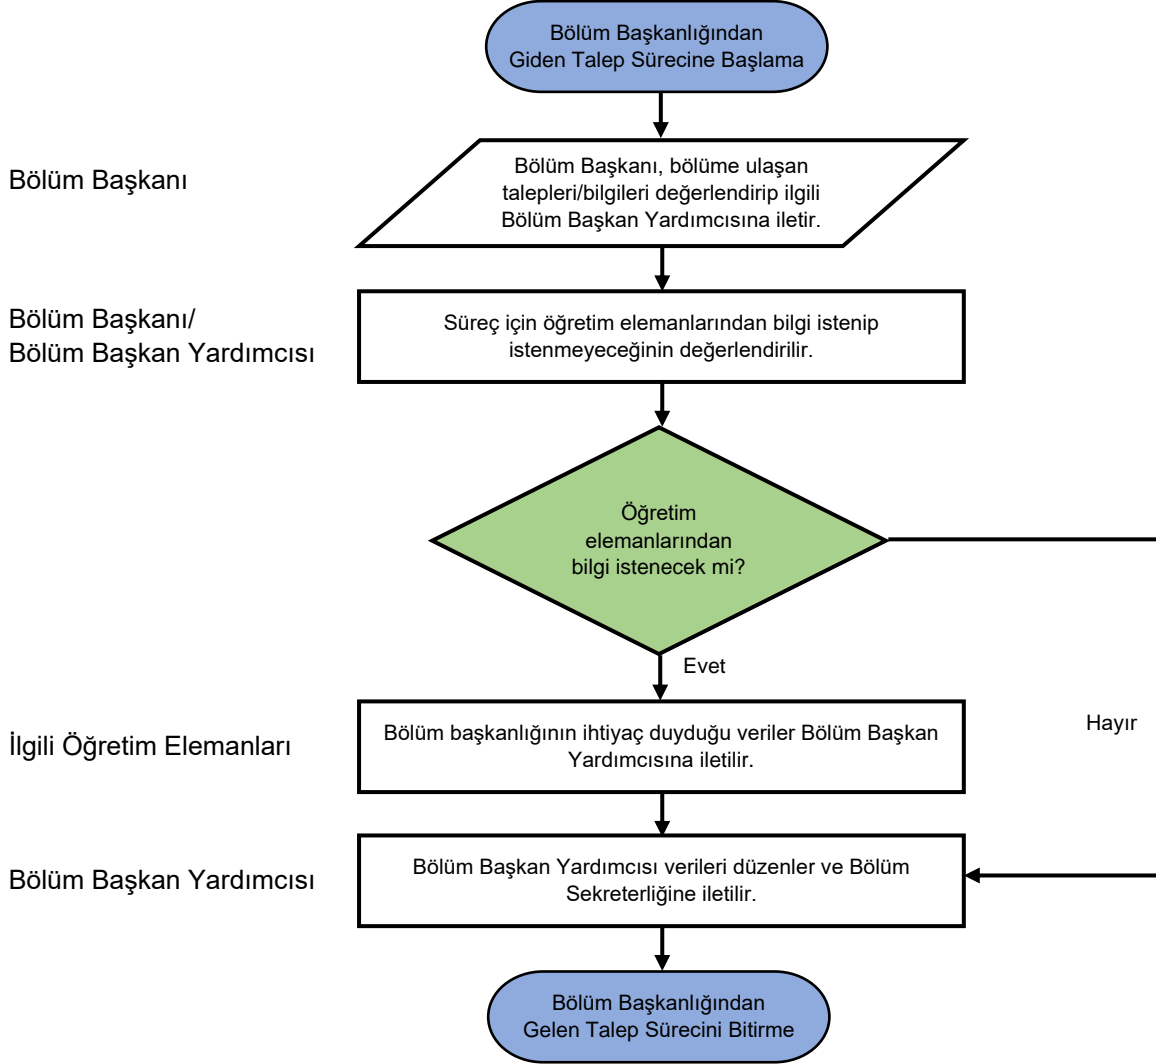 Bölüm Başkanlığından
Giden Talep Sürecine Başlama
Bölüm Başkanı
Bölüm Başkanı, bölüme ulaşan
talepleri/bilgileri değerlendirip ilgili
Bölüm Başkan Yardımcısına iletir.
Bölüm Başkanı/
Bölüm Başkan Yardımcısı
Süreç için öğretim elemanlarından bilgi istenip
istenmeyeceğinin değerlendirilir.
Öğretim
elemanlarından
bilgi istenecek mi?
Evet
Hayır
İlgili Öğretim Elemanları
Bölüm başkanlığının ihtiyaç duyduğu veriler Bölüm Başkan
Yardımcısına iletilir.
Bölüm Başkan Yardımcısı
Bölüm Başkan Yardımcısı verileri düzenler ve Bölüm
Sekreterliğine iletilir.
Bölüm Başkanlığından
Gelen Talep Sürecini Bitirme